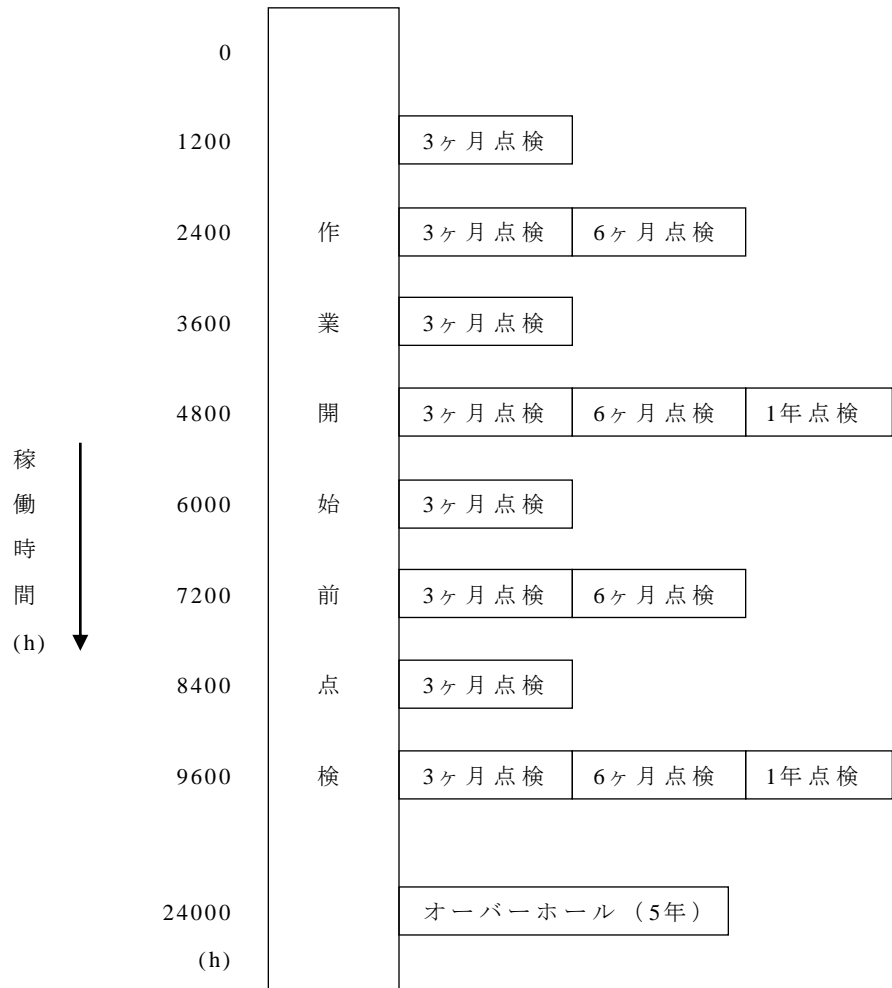 0
1200 3ヶ月点検
2400 作 3ヶ月点検 6ヶ月点検
3600 業 3ヶ月点検
4800 開 3ヶ月点検 6ヶ月点検 1年点検
稼働時間(h)
6000 始 3ヶ月点検
7200 前 3ヶ月点検 6ヶ月点検
8400 点 3ヶ月点検
9600 検 3ヶ月点検 6ヶ月点検 1年点検
24000 オーバーホール（5年）
(h)